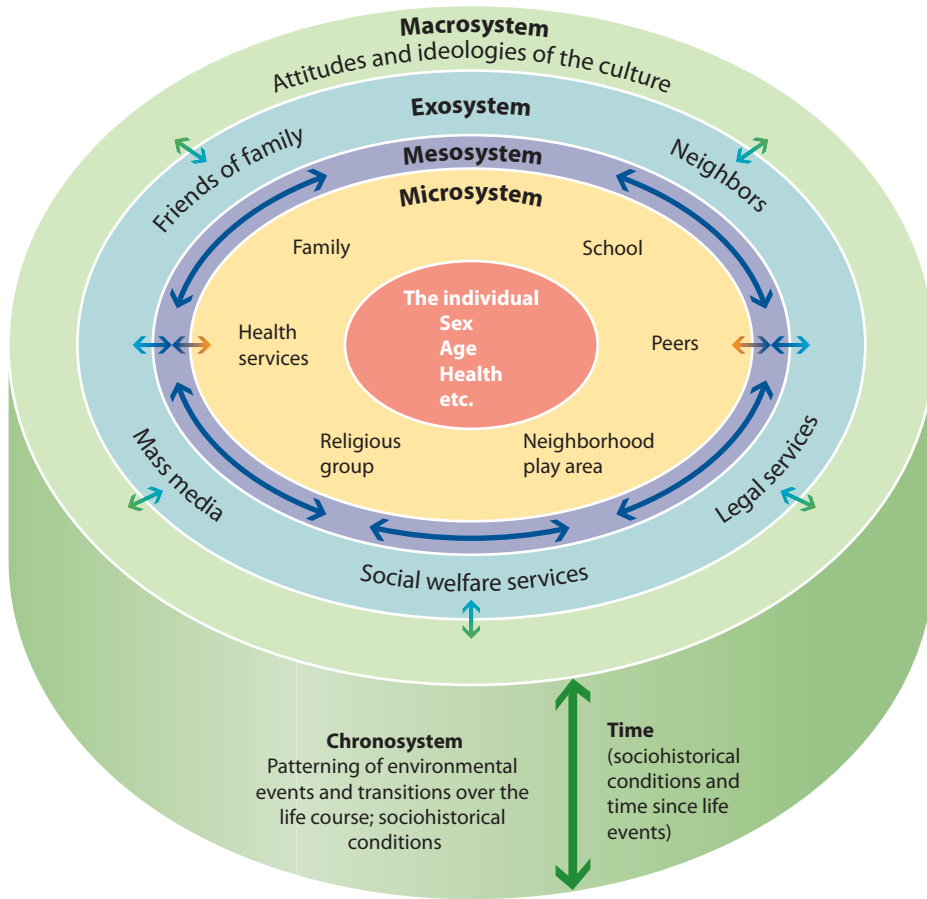 Macrosystem
Attitudes and ideologies of the culture
Exosystem
Friends of family
Neighbors
Mesosystem
Microsystem
Family
School
The individual
Sex
Age
Health
etc.
Health
services
Peers
Religious
group
Neighborhood
play area
Mass media
Legal services
Social welfare services
Chronosystem
Patterning of environmental
events and transitions over the
life course; sociohistorical
conditions
Time
(sociohistorical
conditions and
time since life
events)